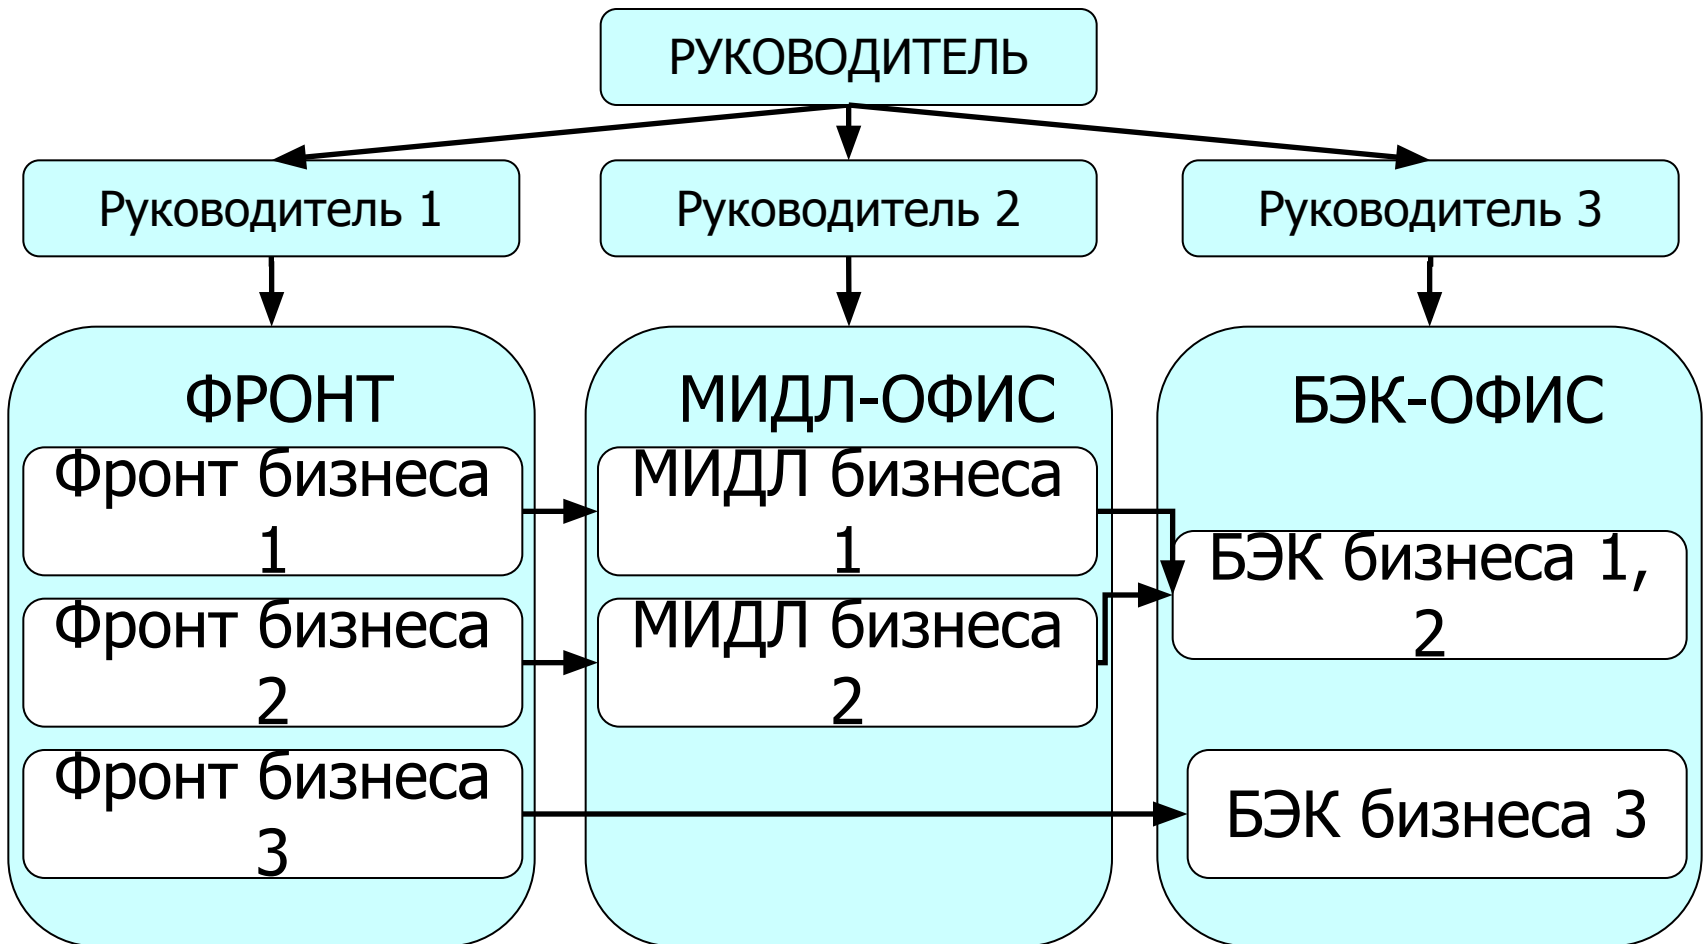 РУКОВОДИТЕЛЬ
Руководитель 1
Руководитель 2
Руководитель 3
ФРОНТ
Фронт бизнеса
1
Фронт бизнеса
2
Фронт бизнеса
3
МИДЛ-ОФИС
МИДЛ бизнеса
1
МИДЛ бизнеса
2
БЭК-ОФИС
БЭК бизнеса 1,
2
БЭК бизнеса 3